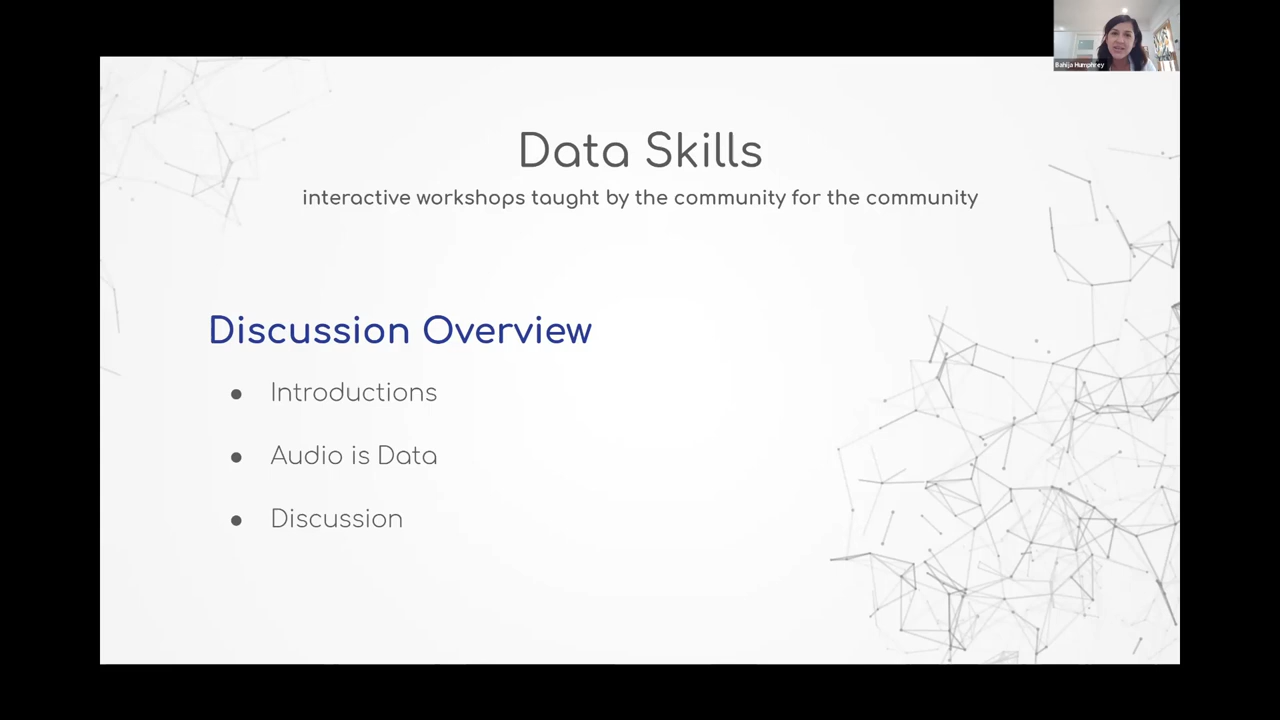 Bahija Humphrey
Data Skills
interactive workshops taught by the community for the community
Discussion Overview
● Introductions
● Audio is Data
● Discussion